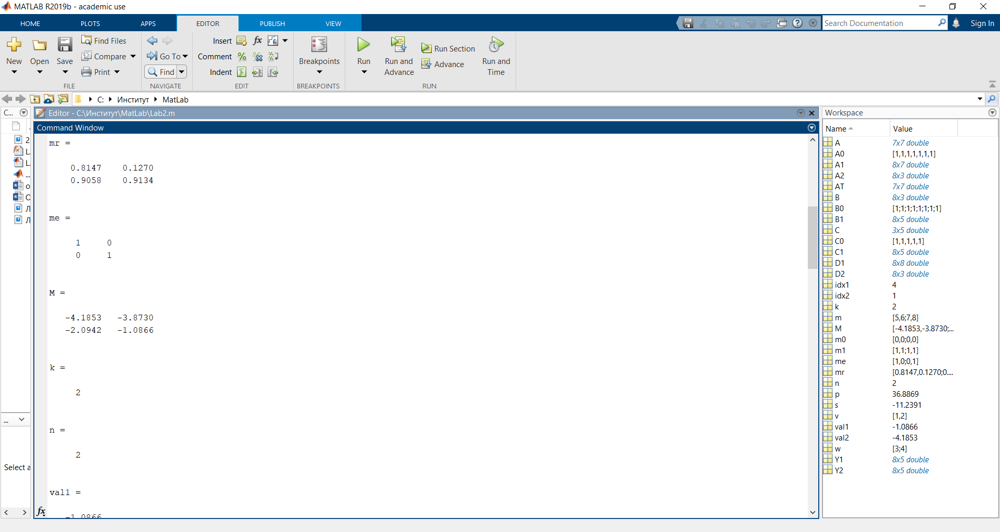 MATLAB R2019b - academic use
HOME PLOTS APPS EDITOR PUBLISH VIEW
Search Documentation
Sign In
New
Open
Save
Find Files
Compare
Print
FILE
Go To
Find
NAVIGATE
Insert
Comment
Indent
EDIT
Breakpoints
BREAKPOINTS
Run
Run and
Advance
Run Section
Advance
Run and
Time
RUN
C: Институт MatLab
C...
2
L.
L.
...
o
O
Л
Л
...
Select a
Editor - C:\Институт\MatLab\Lab2.m
Command Window
mr =
0.8147 0.1270
0.9058 0.9134
me =
1 0
0 1
M =
-4.1853 -3.8730
-2.0942 -1.0866
k =
2
n =
2
val1 =
-1.0866
fx
Workspace
Name Value
A 7x7 double
A0 [1,1,1,1,1,1,1]
A1 8x7 double
A2 8x3 double
AT 7x7 double
B 8x3 double
B0 [1;1;1;1;1;1;1;1]
B1 8x5 double
C 3x5 double
C0 [1,1,1,1,1]
C1 8x5 double
D1 8x8 double
D2 8x3 double
idx1 4
idx2 1
k 2
m [5,6;7,8]
M [-4.1853,-3.8730;...
m0 [0,0;0,0]
m1 [1,1;1,1]
me [1,0;0,1]
mr [0.8147,0.1270;0....
n 2
p 36.8869
s -11.2391
v [1,2]
val1 -1.0866
val2 -4.1853
w [3;4]
Y1 8x5 double
Y2 8x5 double